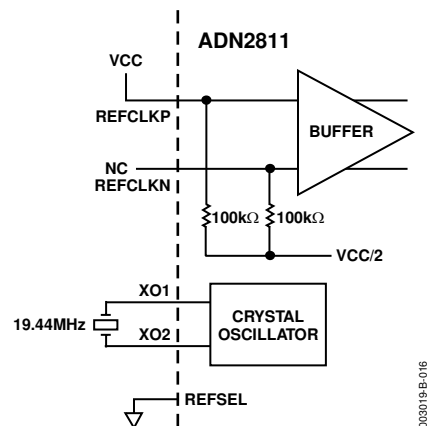 ADN2811
VCC
REFCLKP
BUFFER
NC
REFCLKN
100kΩ
100kΩ
VCC/2
XO1
19.44MHz
CRYSTAL
OSCILLATOR
XO2
REFSEL
03019-B-016